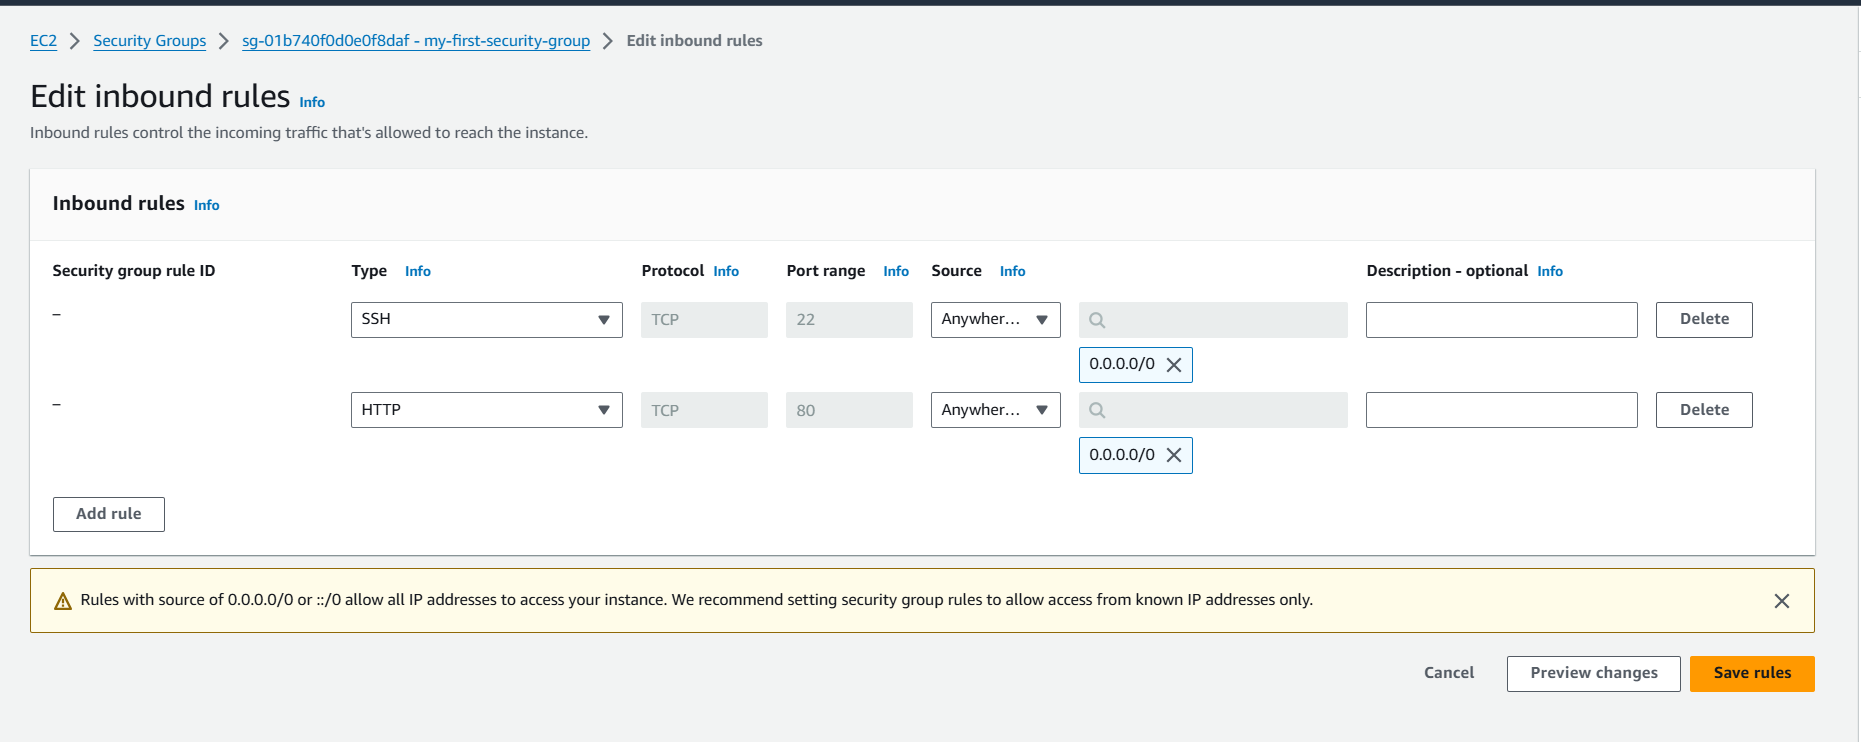 EC2 > Security Groups > sg-01b740f0d0e0f8daf - my-first-security-group > Edit inbound rules
Edit inbound rules Info
Inbound rules control the incoming traffic that's allowed to reach the instance.
Inbound rules Info
Security group rule ID Type Info Protocol Info Port range Info Source Info Description - optional Info
– SSH TCP 22 Anywher... Delete
0.0.0.0/0
– HTTP TCP 80 Anywher... Delete
0.0.0.0/0
Add rule
Rules with source of 0.0.0.0/0 or ::/0 allow all IP addresses to access your instance. We recommend setting security group rules to allow access from known IP addresses only.
Cancel Preview changes Save rules